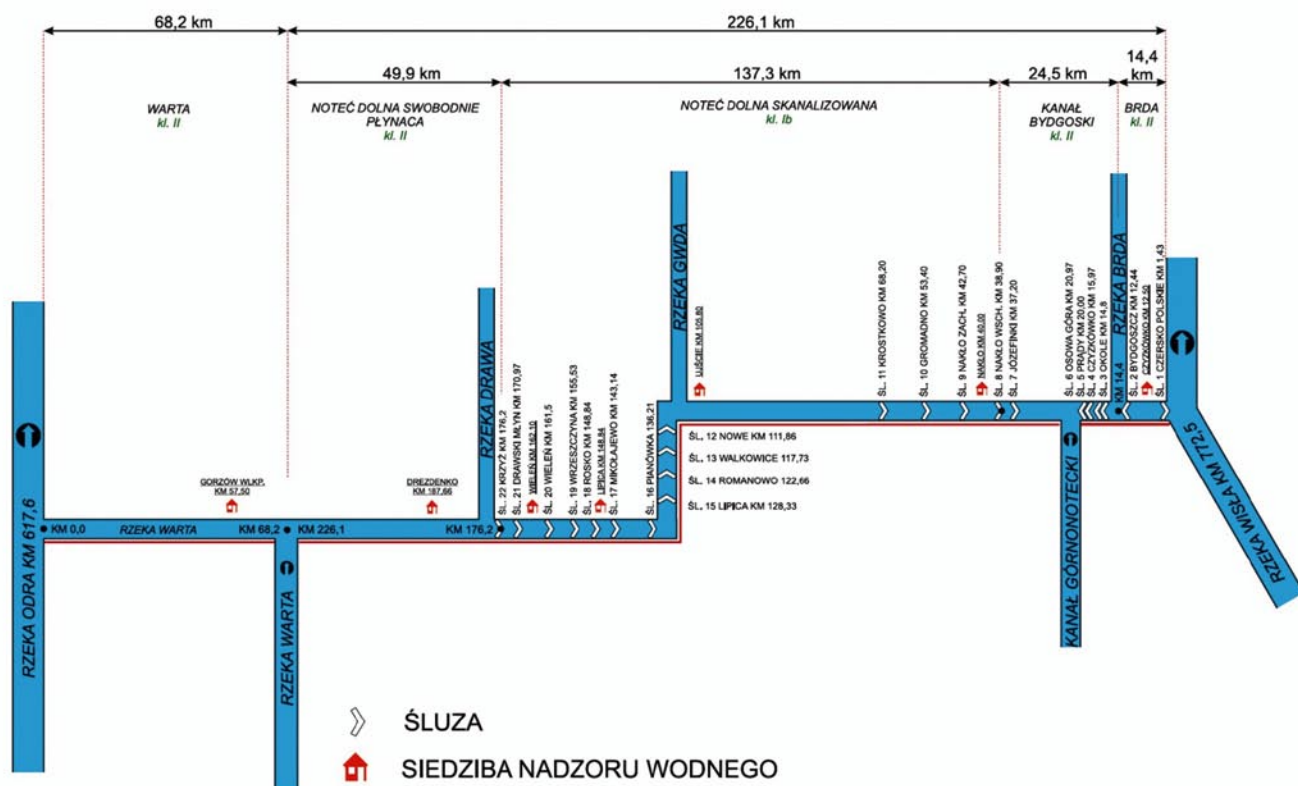 68,2 km
226,1 km
49,9 km
137,3 km
24,5 km
14,4
km
WARTA
kl. II
NOTEĆ DOLNA SWOBODNIE
PŁYNACA
kl. II
NOTEĆ DOLNA SKANALIZOWANA
kl. Ib
KANAŁ
BYDGOSKI
kl. II
BRDA
kl. II
RZEKA ODRA KM 617,6
KM 0,0
RZEKA WARTA
KM 68,2
GORZÓW WLKP.
KM 57,50
RZEKA WARTA
KM 226,1
DREZDENKO
KM 187,66
KM 176,2
RZEKA DRAWA
ŚL. 22 KRZYŻ KM 176,2
ŚL. 21 DRAWSKI MŁYN KM 170,97
WIELEŃ KM 162,10
ŚL. 20 WIELEŃ KM 161,5
ŚL. 19 WRZESZCZYNA KM 155,53
ŚL. 18 ROSKO KM 148,84
LIPICA KM 148,84
ŚL. 17 MIKOŁAJEWO KM 143,14
ŚL. 16 PIANÓWKA 136,21
RZEKA GWDA
UJŚCIE KM 105,80
ŚL. 12 NOWE KM 111,86
ŚL. 13 WALKOWICE 117,73
ŚL. 14 ROMANOWO 122,66
ŚL. 15 LIPICA KM 128,33
ŚL. 11 KROSTKOWO KM 68,20
ŚL. 10 GROMADNO KM 53,40
ŚL. 9 NAKŁO ZACH. KM 42,70
NAKŁO KM 40,00
ŚL. 8 NAKŁO WSCH. KM 38,90
ŚL. 7 JÓZEFINKI KM 37,20
ŚL. 6 OSOWA GÓRA KM 20,97
ŚL. 5 PRĄDY KM 20,00
ŚL. 4 CZYŻKÓWKO KM 15,97
ŚL. 3 OKOLE KM 14,8
KANAŁ GÓRNONOTECKI
KM 14,4
RZEKA BRDA
ŚL. 2 BYDGOSZCZ KM 12,44
CZYŻKÓWKO KM 12,50
ŚL. 1 CZERSKO POLSKIE KM 1,43
RZEKA WISŁA KM 772,5
ŚLUZA
SIEDZIBA NADZORU WODNEGO